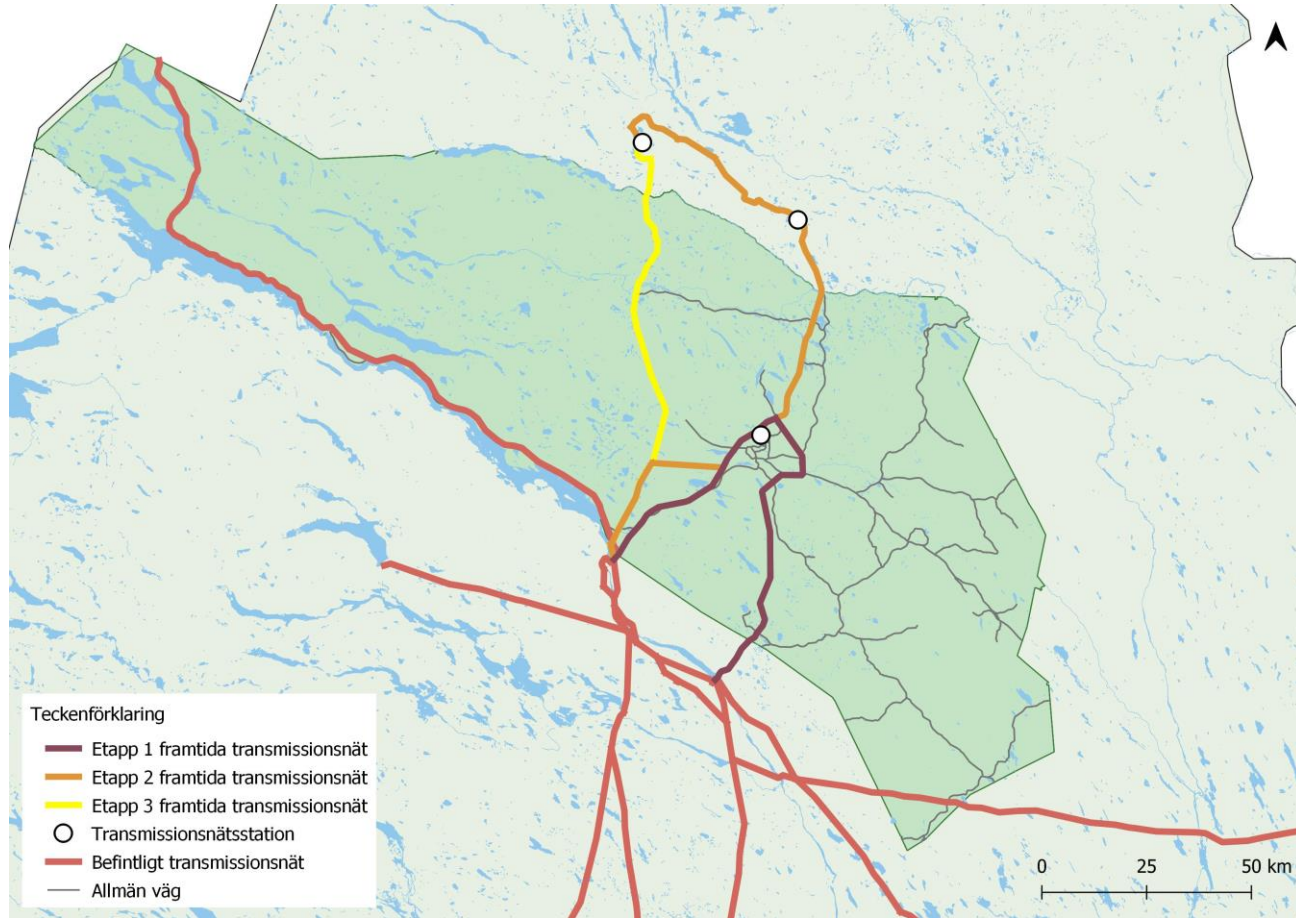 Teckenförklaring
Etapp 1 framtida transmissionsnät
Etapp 2 framtida transmissionsnät
Etapp 3 framtida transmissionsnät
Transmissionsnätsstation
Befintligt transmissionsnät
Allmän väg
0 25 50 km